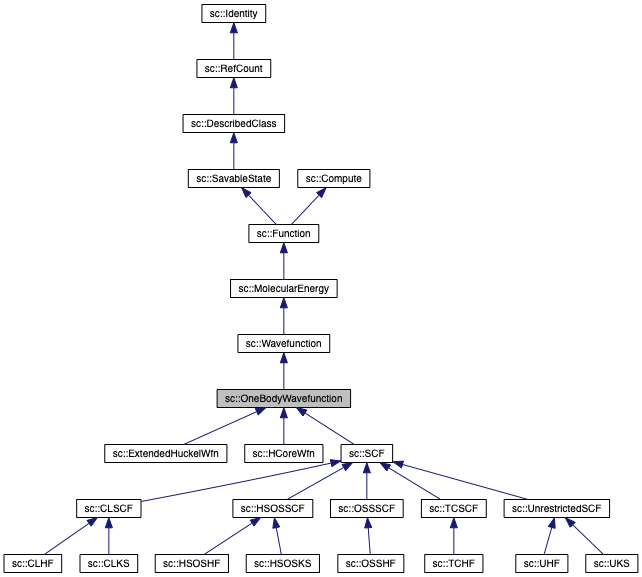 sc::Identity
sc::RefCount
sc::DescribedClass
sc::SavableState
sc::Compute
sc::Function
sc::MolecularEnergy
sc::Wavefunction
sc::OneBodyWavefunction
sc::ExtendedHuckelWfn
sc::HCoreWfn
sc::SCF
sc::CLSCF
sc::HSOSSCF
sc::OSSSCF
sc::TCSCF
sc::UnrestrictedSCF
sc::CLHF
sc::CLKS
sc::HSOSHF
sc::HSOSKS
sc::OSSHF
sc::TCHF
sc::UHF
sc::UKS